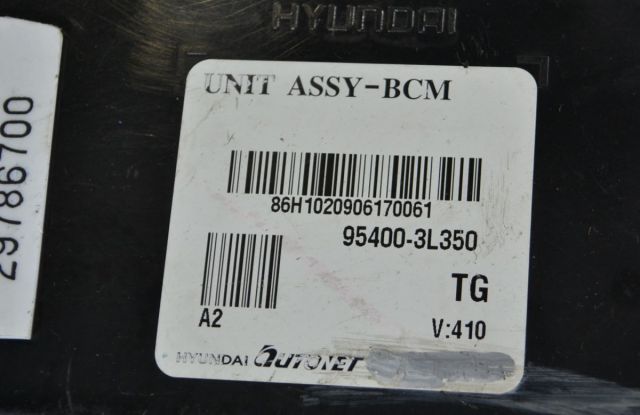 HYUNDAI
UNIT ASSY-BCM
86H1020906170061
95400-3L350
TG
A2
V:410
HYUNDAI AUTONET
29786700